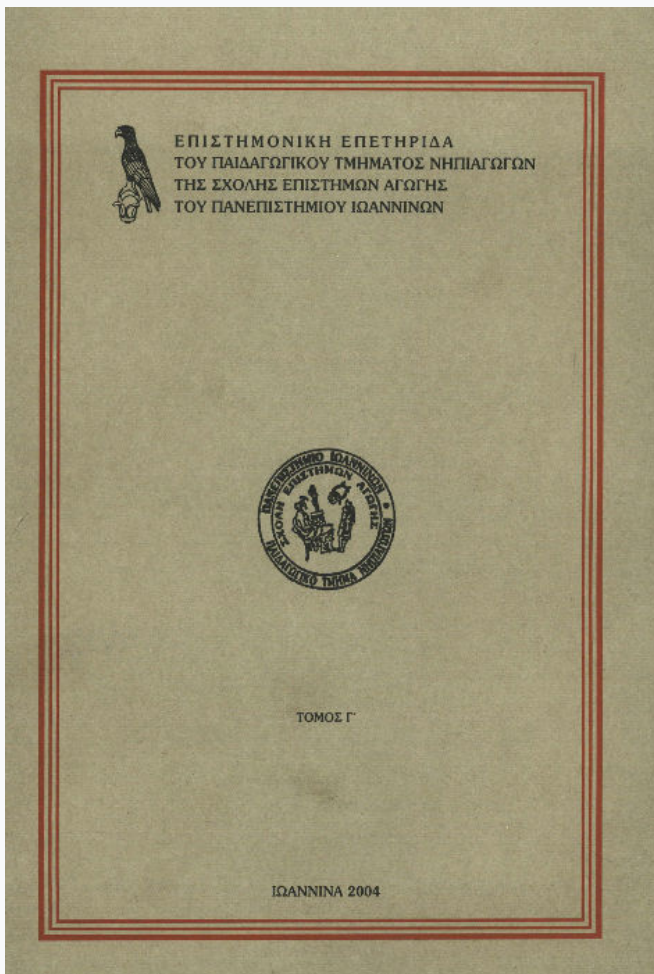 ΕΠΙΣΤΗΜΟΝΙΚΗ ΕΠΕΤΗΡΙΔΑ
ΤΟΥ ΠΑΙΔΑΓΩΓΙΚΟΥ ΤΜΗΜΑΤΟΣ ΝΗΠΙΑΓΩΓΩΝ
ΤΗΣ ΣΧΟΛΗΣ ΕΠΙΣΤΗΜΩΝ ΑΓΩΓΗΣ
ΤΟΥ ΠΑΝΕΠΙΣΤΗΜΙΟΥ ΙΩΑΝΝΙΝΩΝ
ΠΑΝΕΠΙΣΤΗΜΙΟ ΙΩΑΝΝΙΝΩΝ
ΣΧΟΛΗ ΕΠΙΣΤΗΜΩΝ ΑΓΩΓΗΣ
ΠΑΙΔΑΓΩΓΙΚΟ ΤΜΗΜΑ ΝΗΠΙΑΓΩΓΩΝ
ΤΟΜΟΣ Γ'
ΙΩΑΝΝΙΝΑ 2004